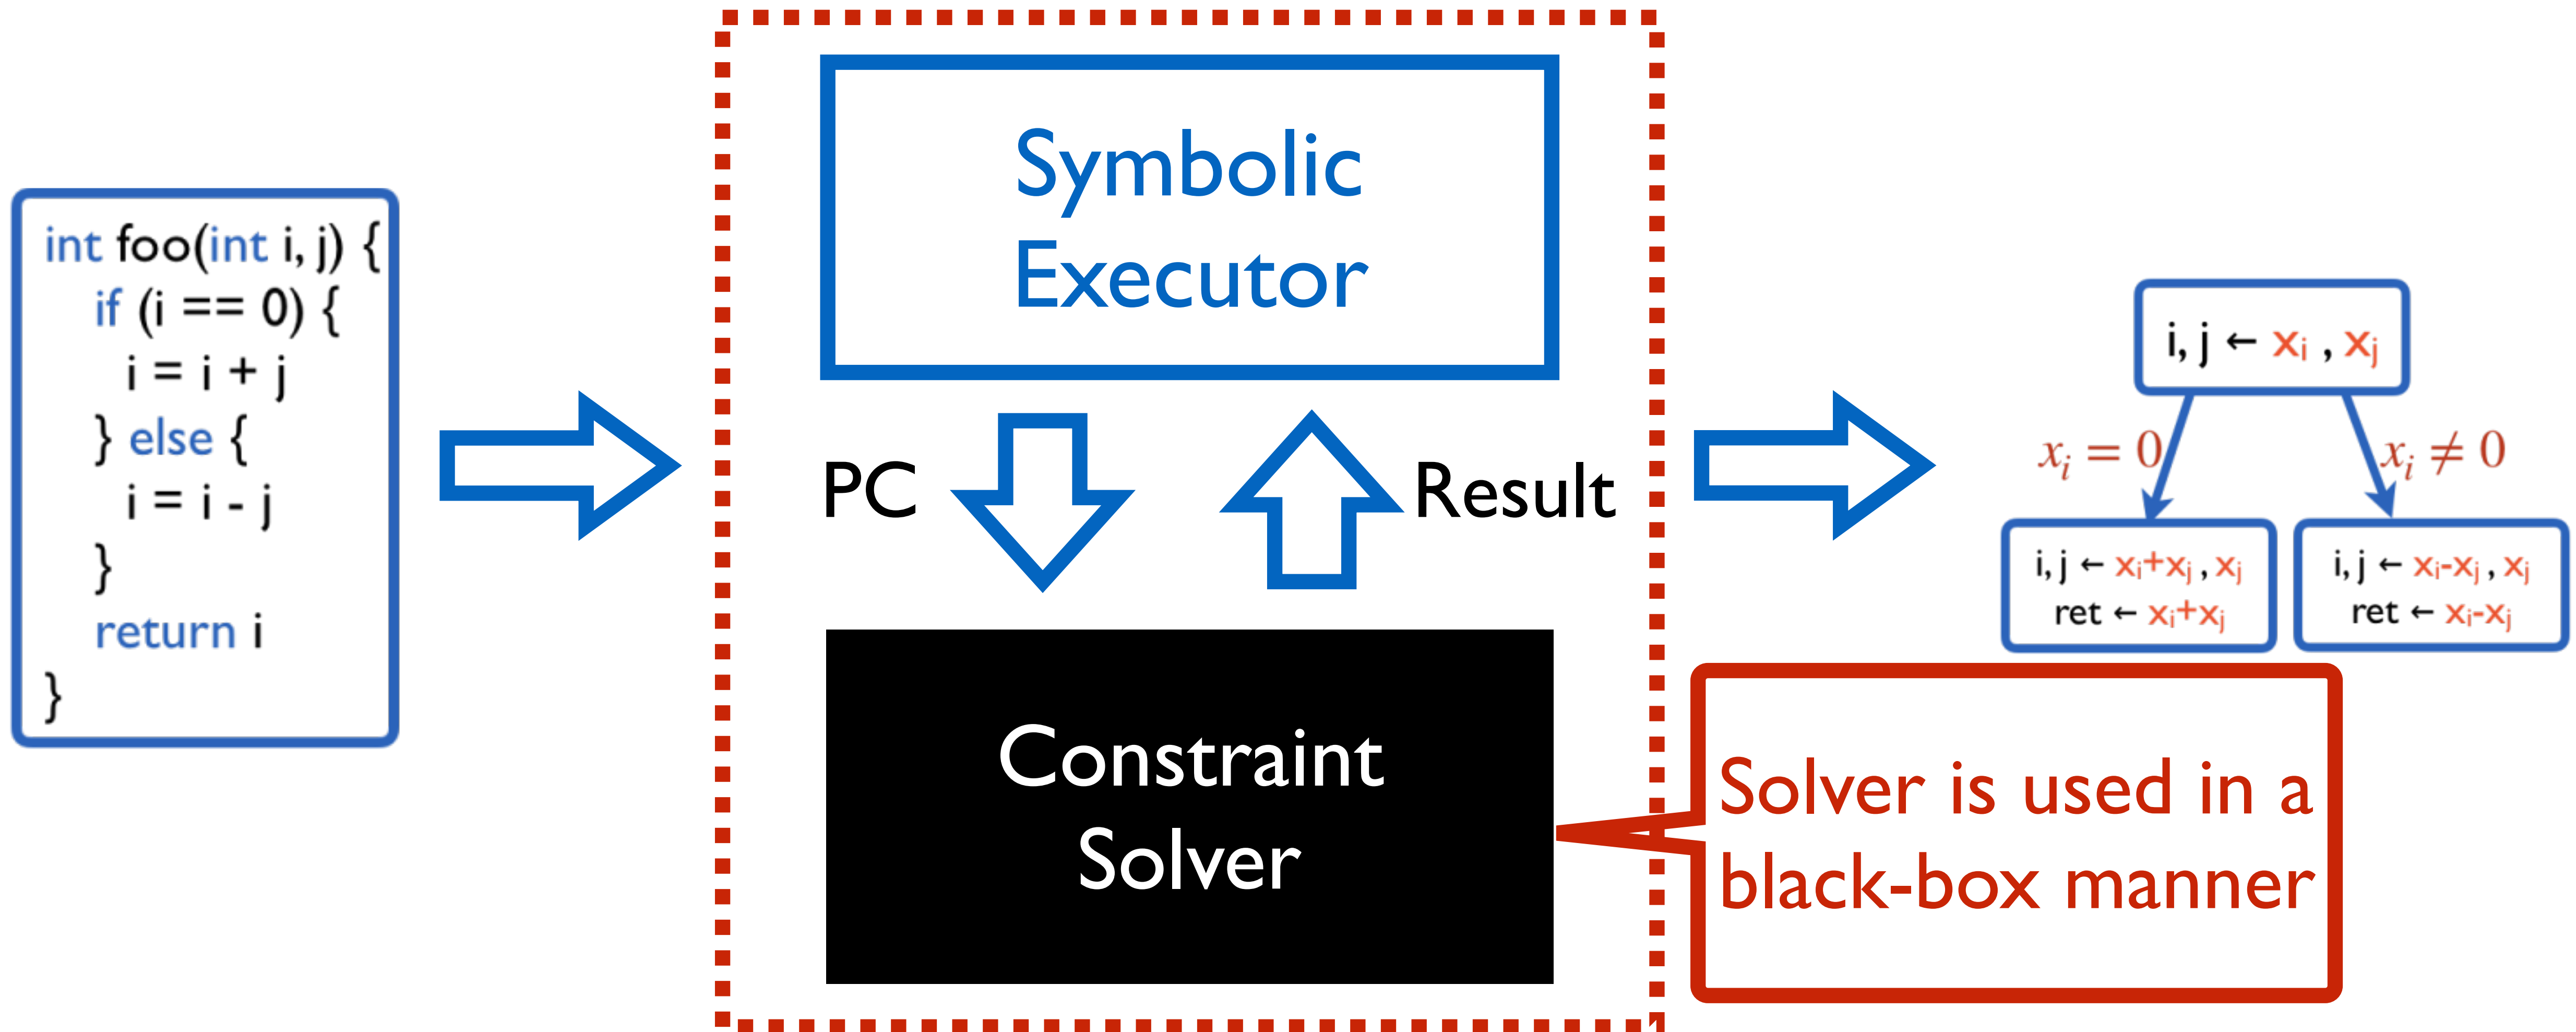 int foo(int i, j) {
if (i == 0) {
i = i + j
} else {
i = i - j
}
return i
}
Symbolic
Executor
PC
Result
Constraint
Solver
i, j ← xᵢ , xⱼ
xᵢ = 0
xᵢ ≠ 0
i, j ← xᵢ+xⱼ , xⱼ
ret ← xᵢ+xⱼ
i, j ← xᵢ-xⱼ , xⱼ
ret ← xᵢ-xⱼ
Solver is used in a
black-box manner